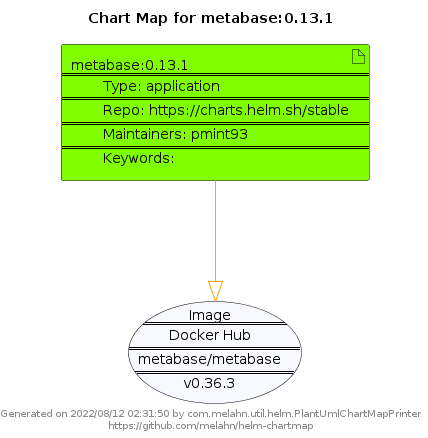 Chart Map for metabase:0.13.1
metabase:0.13.1
Type: application
Repo: https://charts.helm.sh/stable
Maintainers: pmint93
Keywords:
Image
Docker Hub
metabase/metabase
v0.36.3
Generated on 2022/08/12 02:31:50 by com.melahn.util.helm.PlantUmlChartMapPrinter
https://github.com/melahn/helm-chartmap